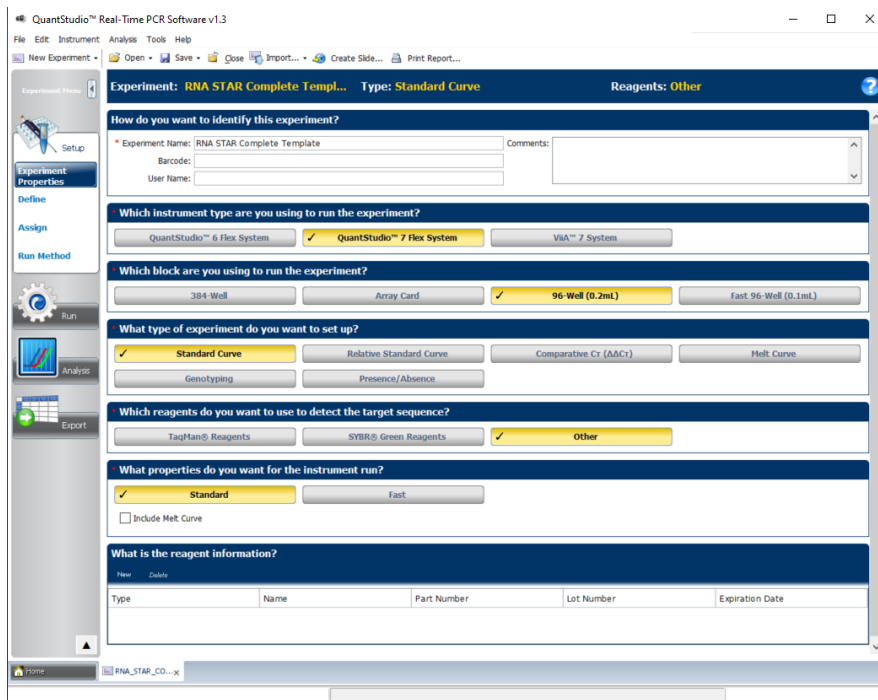 QuantStudio™ Real-Time PCR Software v1.3
File Edit Instrument Analysis Tools Help
New Experiment Open Save Close Import... Create Slide... Print Report...
Experiment Menu
Experiment: RNA STAR Complete Templ... Type: Standard Curve Reagents: Other
Setup
Experiment Properties
Define
Assign
Run Method
Run
Analysis
Export
How do you want to identify this experiment?
* Experiment Name: RNA STAR Complete Template Comments:
Barcode:
User Name:
* Which instrument type are you using to run the experiment?
QuantStudio™ 6 Flex System ✓ QuantStudio™ 7 Flex System ViiA™ 7 System
* Which block are you using to run the experiment?
384-Well Array Card ✓ 96-Well (0.2mL) Fast 96-Well (0.1mL)
* What type of experiment do you want to set up?
✓ Standard Curve Relative Standard Curve Comparative Cт (ΔΔCт) Melt Curve
Genotyping Presence/Absence
* Which reagents do you want to use to detect the target sequence?
TaqMan® Reagents SYBR® Green Reagents ✓ Other
* What properties do you want for the instrument run?
✓ Standard Fast
Include Melt Curve
What is the reagent information?
New Delete
Type Name Part Number Lot Number Expiration Date
Home RNA_STAR_CO...x